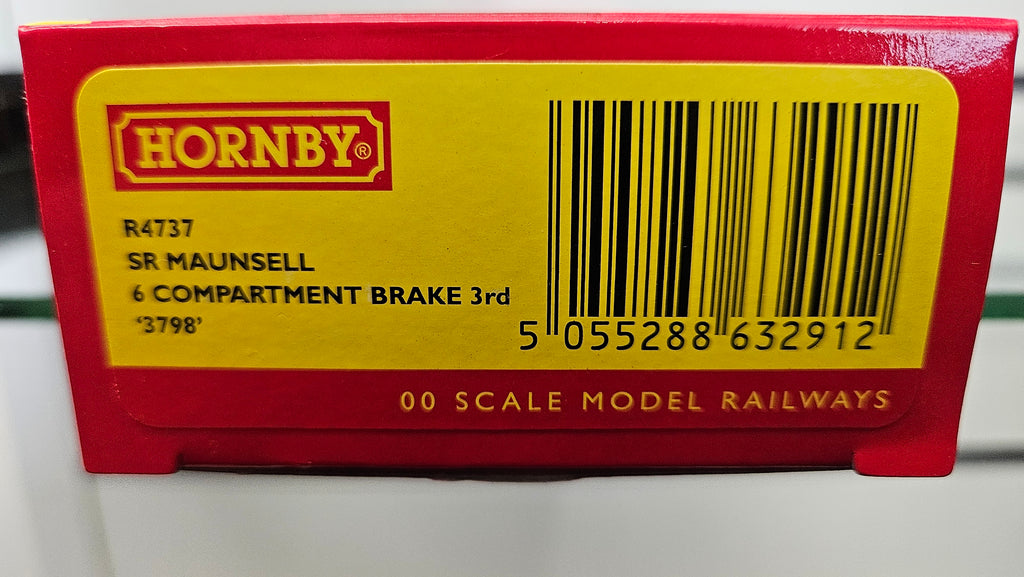 HORNBY®
R4737
SR MAUNSELL
6 COMPARTMENT BRAKE 3rd
‘3798’
5 055288 632912
00 SCALE MODEL RAILWAYS